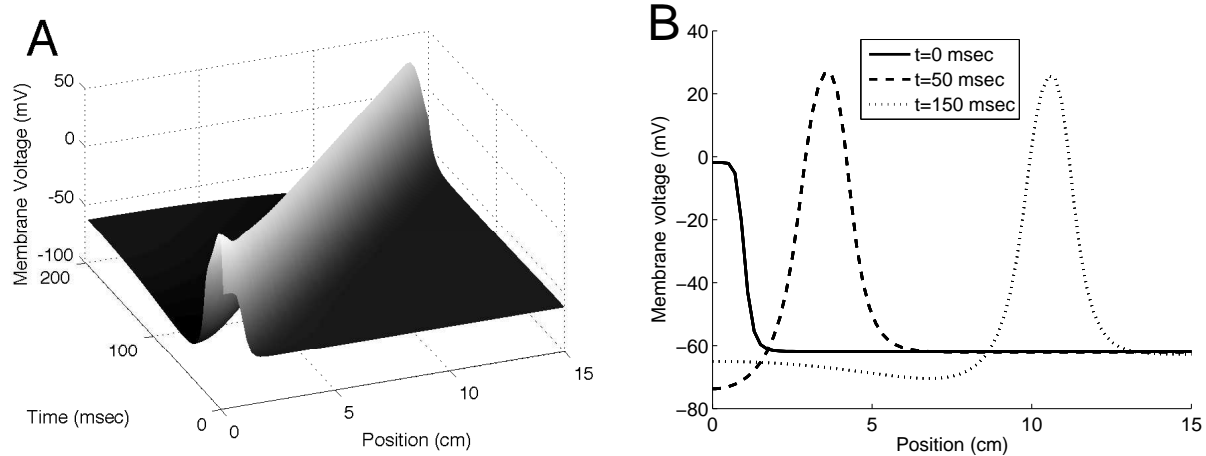 A
Membrane Voltage (mV)
50
0
-50
-100
200
100
0
Time (msec)
0
5
10
15
Position (cm)
B
Membrane voltage (mV)
40
20
0
−20
−40
−60
−80
t=0 msec
t=50 msec
t=150 msec
0
5
10
15
Position (cm)